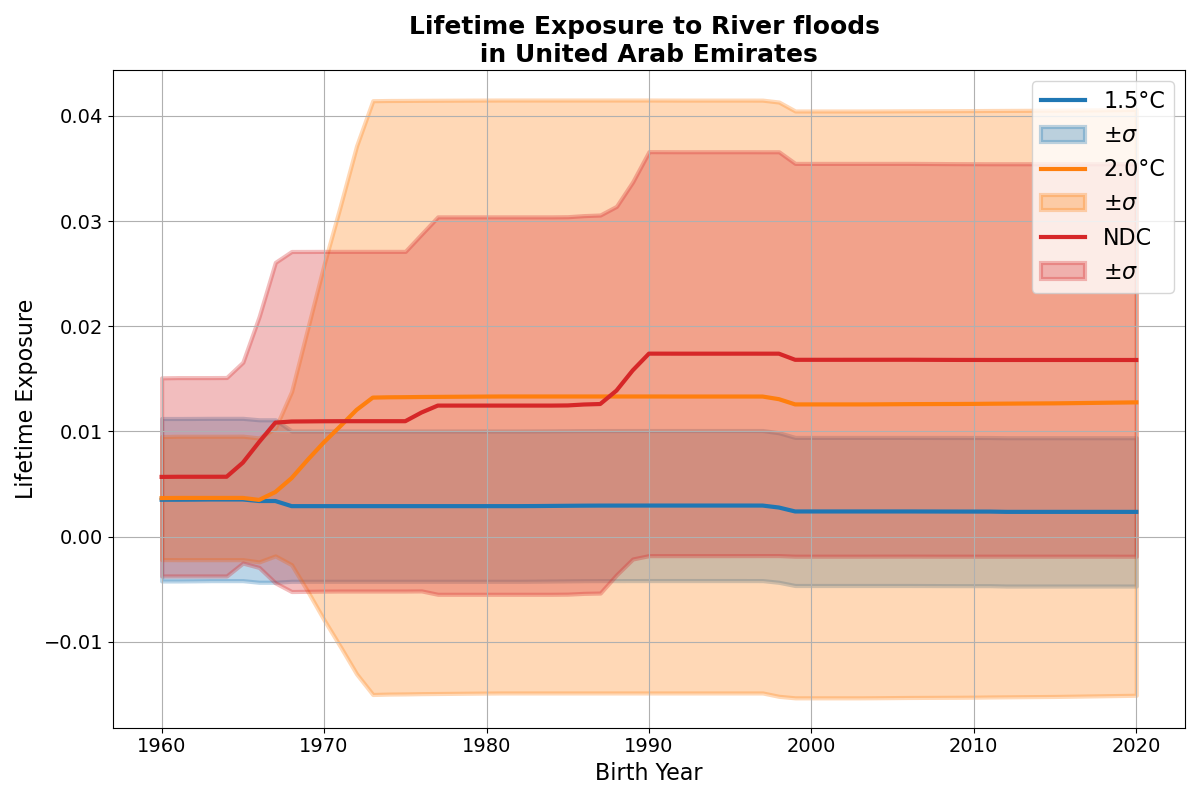 Lifetime Exposure to River floods
in United Arab Emirates
Lifetime Exposure
0.04
0.03
0.02
0.01
0.00
−0.01
1960
1970
1980
1990
2000
2010
2020
Birth Year
1.5°C
±σ
2.0°C
±σ
NDC
±σ